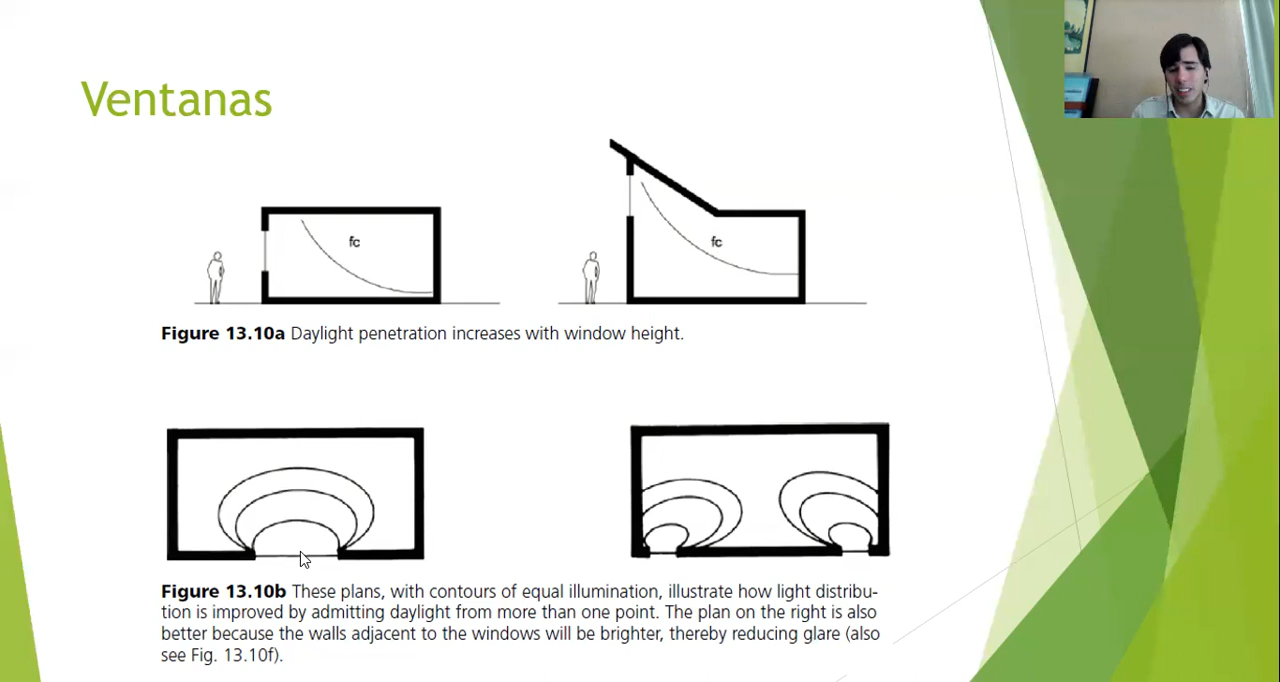 Ventanas
fc
fc
Figure 13.10a Daylight penetration increases with window height.
Figure 13.10b These plans, with contours of equal illumination, illustrate how light distribu-
tion is improved by admitting daylight from more than one point. The plan on the right is also
better because the walls adjacent to the windows will be brighter, thereby reducing glare (also
see Fig. 13.10f).